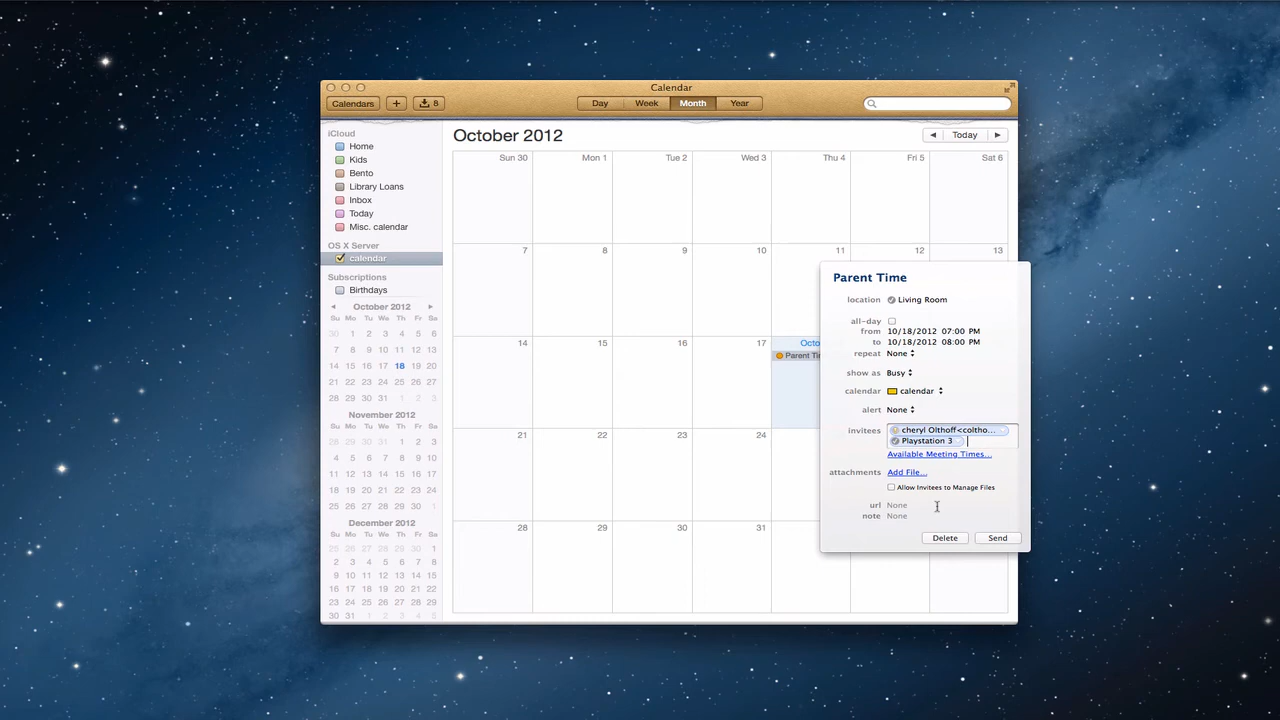 Calendar
Calendars + 8 Day Week Month Year
iCloud
Home
Kids
Bento
Library Loans
Inbox
Today
Misc. calendar
OS X Server
calendar
Subscriptions
Birthdays
October 2012
Su Mo Tu We Th Fr Sa
30 1 2 3 4 5 6
7 8 9 10 11 12 13
14 15 16 17 18 19 20
21 22 23 24 25 26 27
28 29 30 31 1 2 3
November 2012
Su Mo Tu We Th Fr Sa
28 29 30 31 1 2 3
4 5 6 7 8 9 10
11 12 13 14 15 16 17
18 19 20 21 22 23 24
25 26 27 28 29 30 1
December 2012
Su Mo Tu We Th Fr Sa
25 26 27 28 29 30 1
2 3 4 5 6 7 8
9 10 11 12 13 14 15
16 17 18 19 20 21 22
23 24 25 26 27 28 29
30 31 1 2 3 4 5
October 2012
Today
Sun 30 Mon 1 Tue 2 Wed 3 Thu 4 Fri 5 Sat 6
7 8 9 10 11 12 13
14 15 16 17 Octo
Parent Tim
21 22 23 24
28 29 30 31
Parent Time
location Living Room
all-day
from 10/18/2012 07:00 PM
to 10/18/2012 08:00 PM
repeat None
show as Busy
calendar calendar
alert None
invitees cheryl Olthoff<coltho...
Playstation 3
Available Meeting Times...
attachments Add File...
Allow Invitees to Manage Files
url None
note None
Delete Send